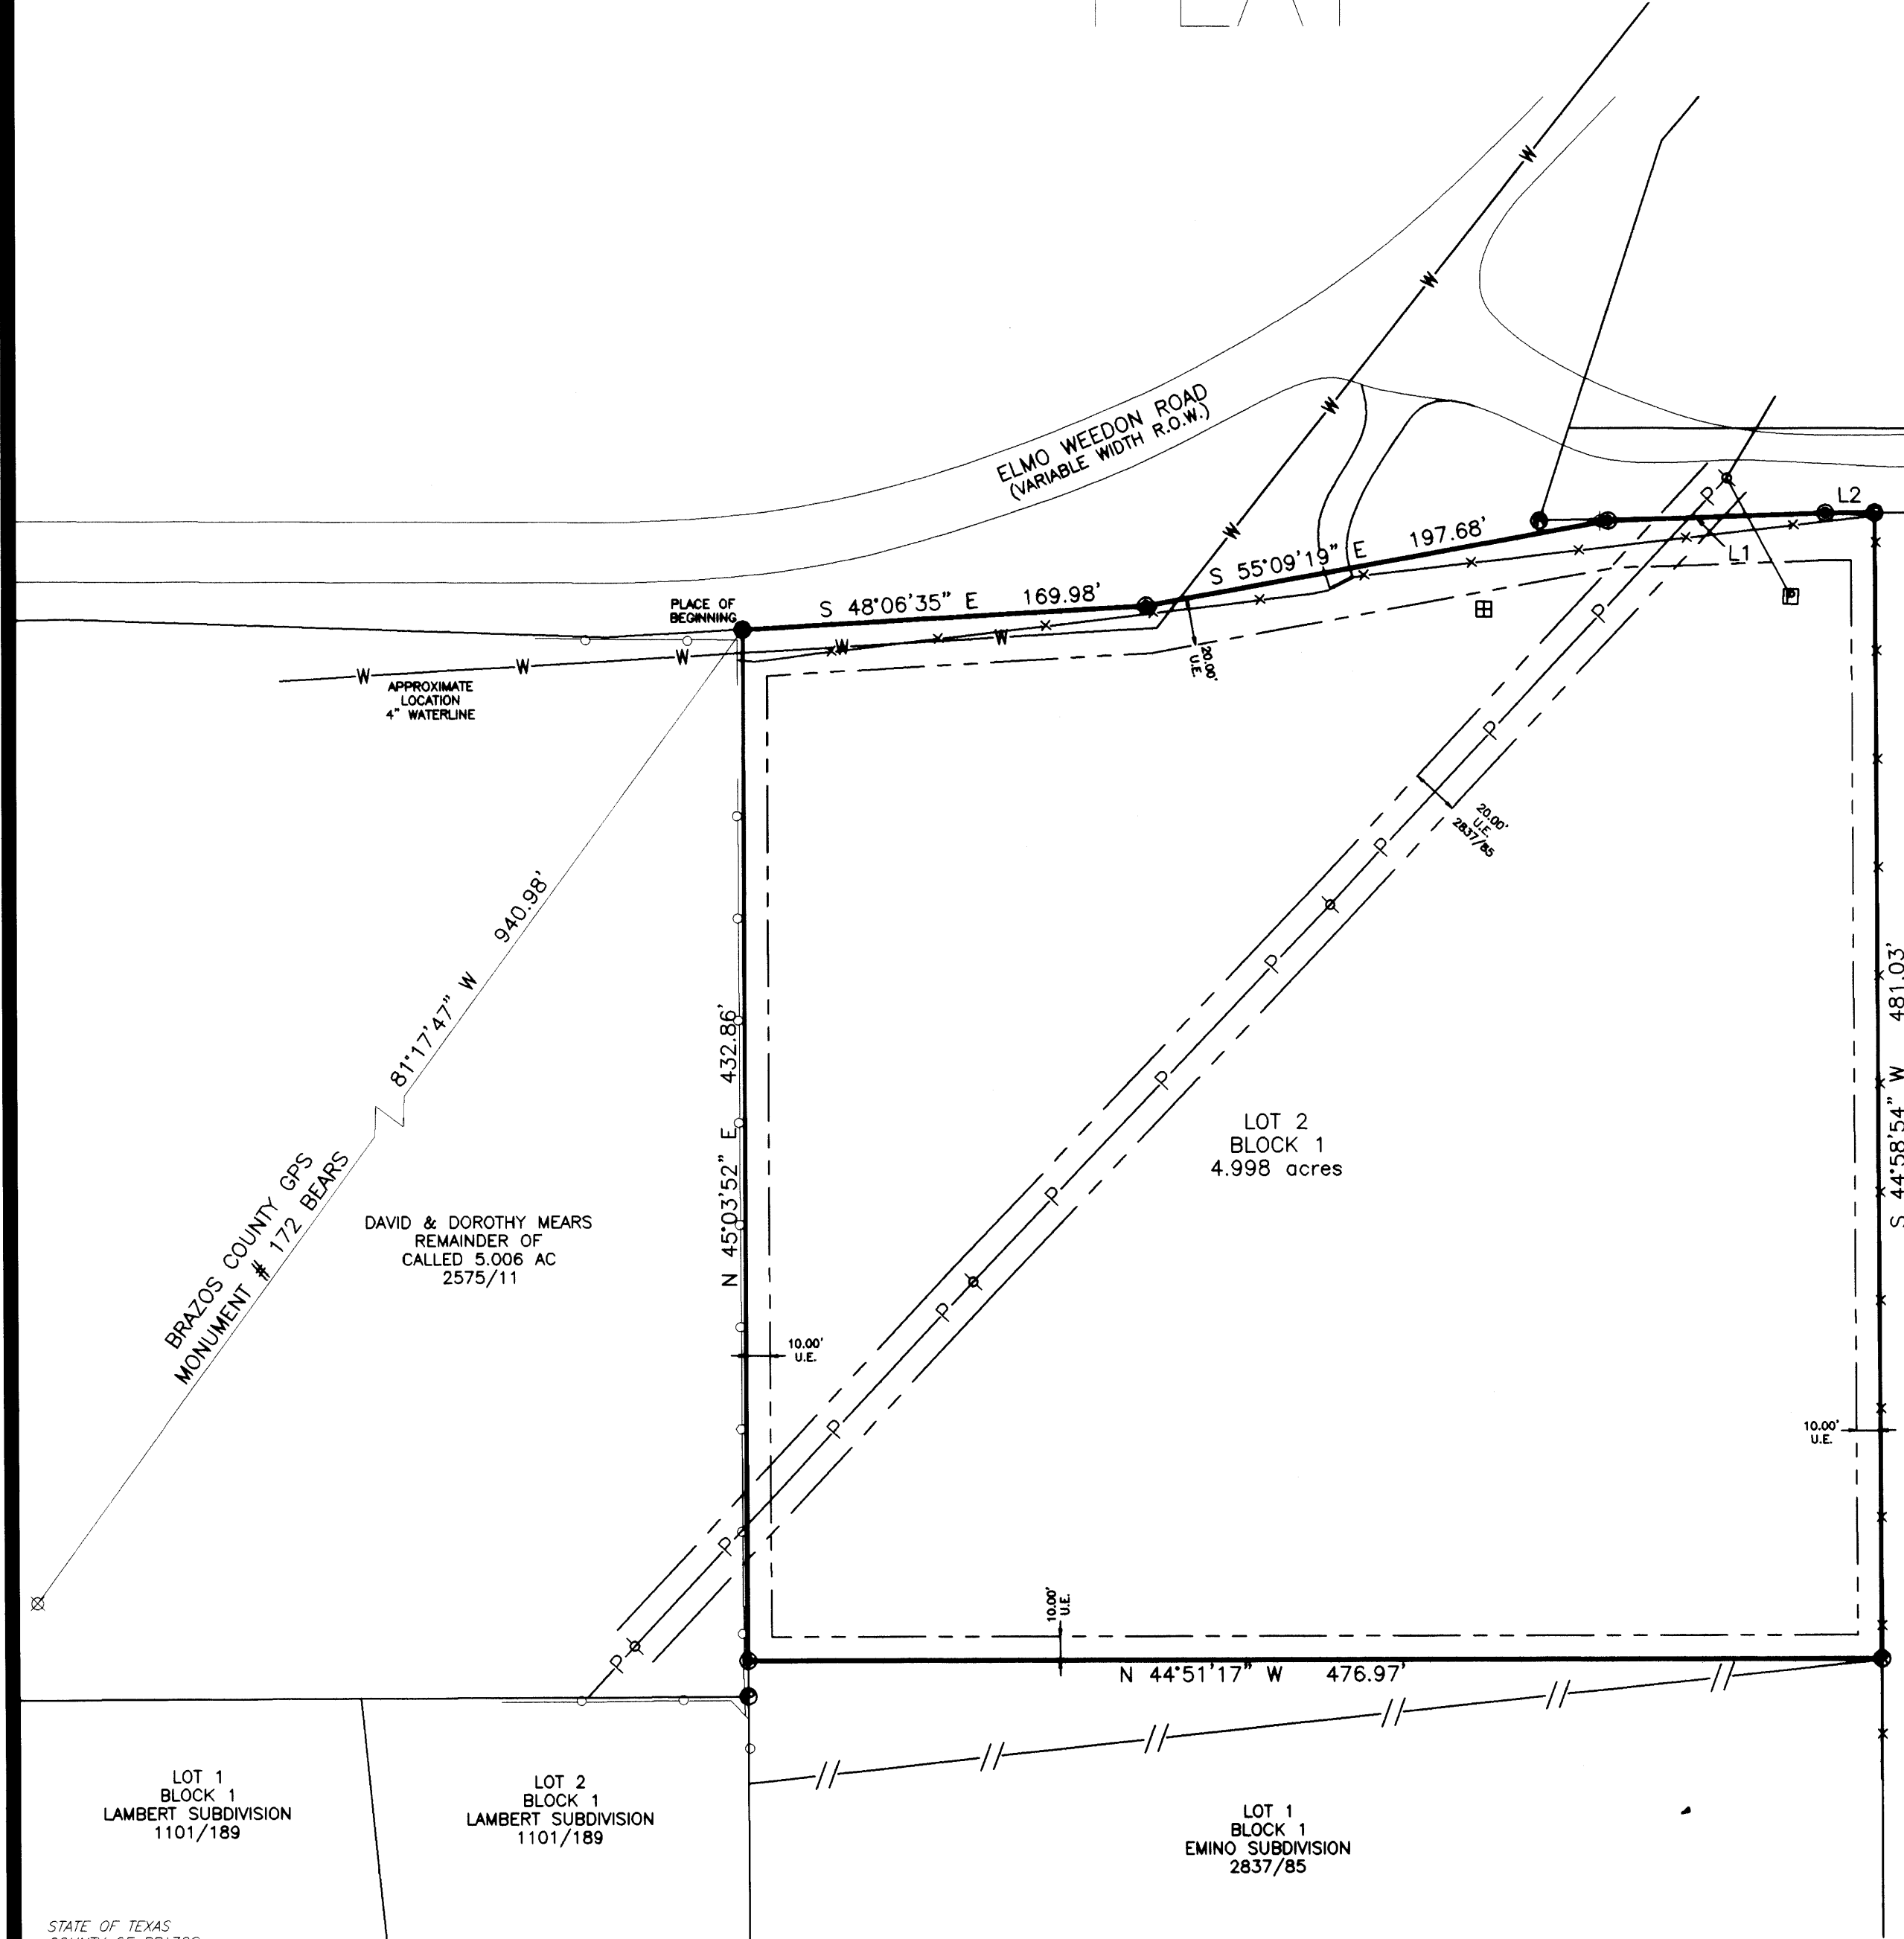 ELMO WEEDON ROAD
(VARIABLE WIDTH R.O.W.)
L2
L1
197.68'
S 55°09'19" E
169.98'
S 48°06'35" E
PLACE OF
BEGINNING
20.00'
U.E.
W
W
W
W
W
W
W
W
W
APPROXIMATE
LOCATION
4" WATERLINE
P
P
P
P
P
P
P
P
P
P
P
P
P
20.00'
U.E.
2837/85
940.98'
81°17'47" W
BRAZOS COUNTY GPS
MONUMENT # 172 BEARS
N 45°03'52" E 432.86'
S 44°58'54" W 481.03'
LOT 2
BLOCK 1
4.998 acres
DAVID & DOROTHY MEARS
REMAINDER OF
CALLED 5.006 AC
2575/11
10.00'
U.E.
10.00'
U.E.
10.00'
U.E.
N 44°51'17" W 476.97'
LOT 1
BLOCK 1
LAMBERT SUBDIVISION
1101/189
LOT 2
BLOCK 1
LAMBERT SUBDIVISION
1101/189
LOT 1
BLOCK 1
EMINO SUBDIVISION
2837/85
STATE OF TEXAS